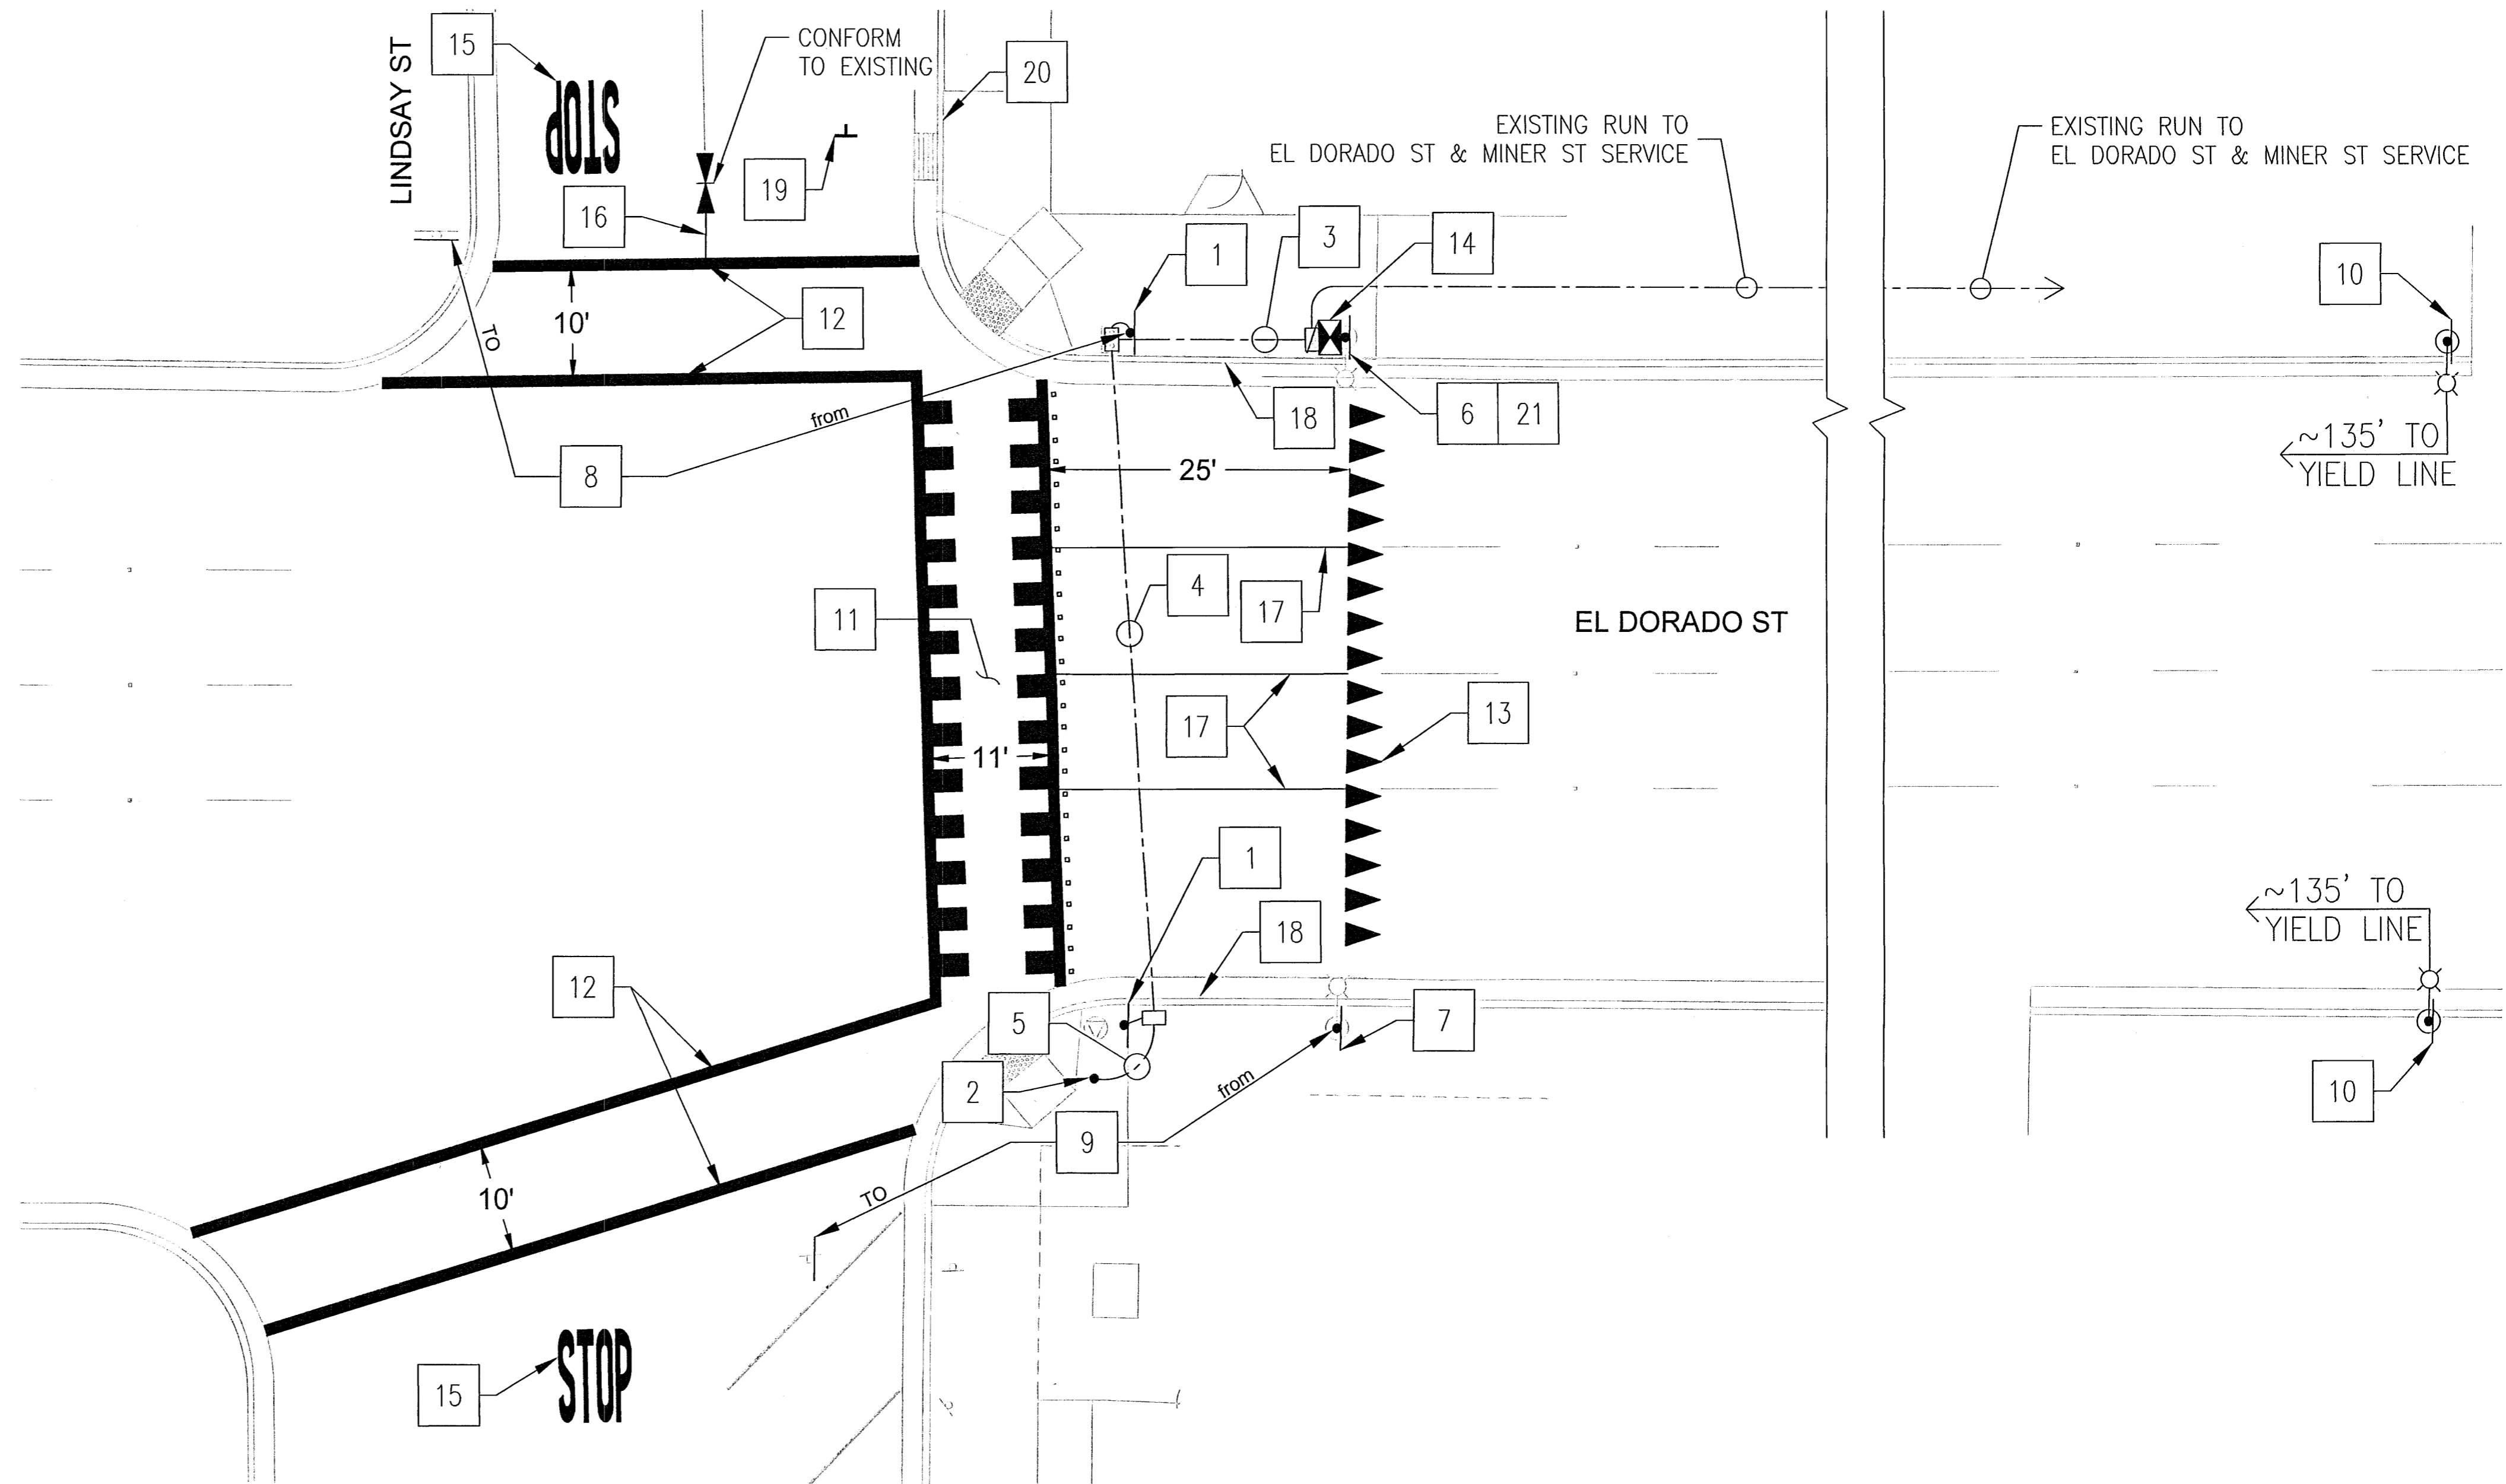 LINDSAY ST
15
STOP
CONFORM
TO EXISTING
20
19
16
EXISTING RUN TO
EL DORADO ST & MINER ST SERVICE
EXISTING RUN TO
EL DORADO ST & MINER ST SERVICE
1
3
14
10
12
10'
TO
8
from
18
6 21
~135' TO
YIELD LINE
25'
4
17
11
EL DORADO ST
17
13
11'
1
18
~135' TO
YIELD LINE
12
5
7
2
from
10
9
TO
10'
15
STOP